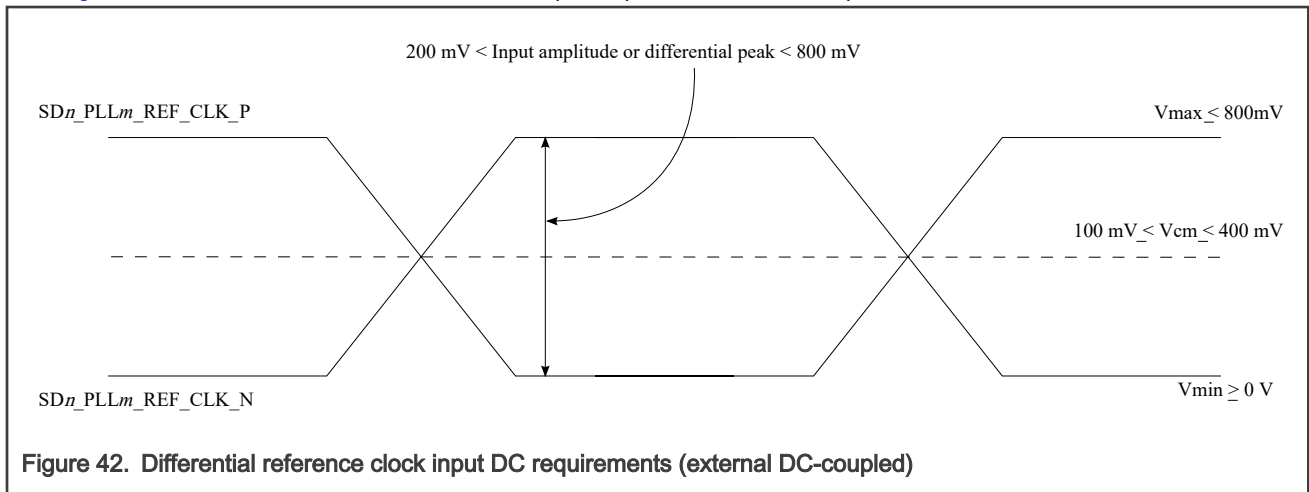 200 mV < Input amplitude or differential peak < 800 mV
SDn_PLLm_REF_CLK_P
Vmax ≤ 800mV
100 mV ≤ Vcm ≤ 400 mV
SDn_PLLm_REF_CLK_N
Vmin ≥ 0 V
Figure 42. Differential reference clock input DC requirements (external DC-coupled)